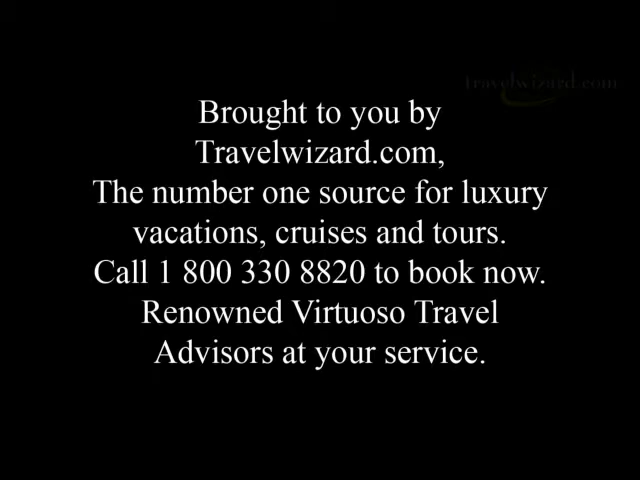 travelwizard.com
Brought to you by
Travelwizard.com,
The number one source for luxury
vacations, cruises and tours.
Call 1 800 330 8820 to book now.
Renowned Virtuoso Travel
Advisors at your service.